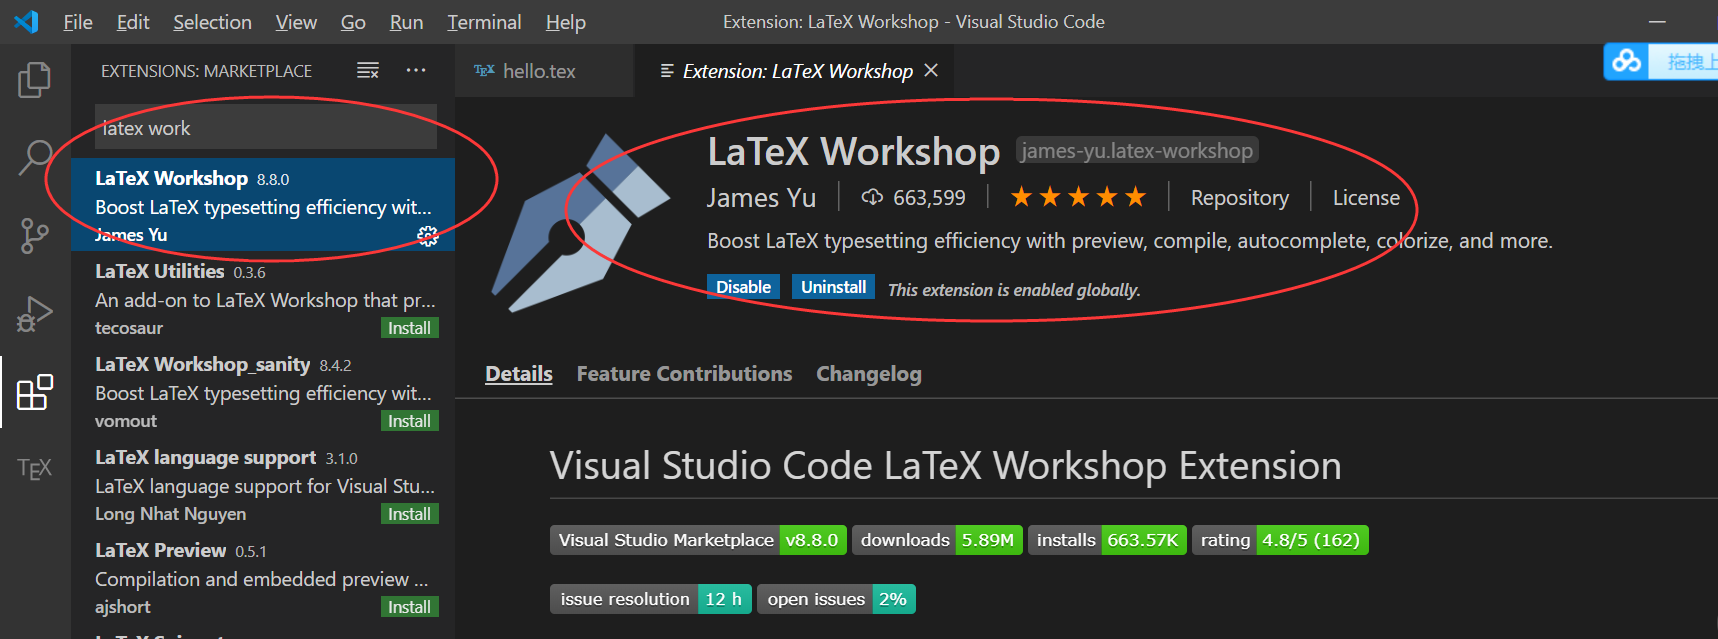 File Edit Selection View Go Run Terminal Help
Extension: LaTeX Workshop - Visual Studio Code
EXTENSIONS: MARKETPLACE
latex work
LaTeX Workshop 8.8.0
Boost LaTeX typesetting efficiency wit...
James Yu
LaTeX Utilities 0.3.6
An add-on to LaTeX Workshop that pr...
tecosaur Install
LaTeX Workshop_sanity 8.4.2
Boost LaTeX typesetting efficiency wit...
vomout Install
LaTeX language support 3.1.0
LaTeX language support for Visual Stu...
Long Nhat Nguyen Install
LaTeX Preview 0.5.1
Compilation and embedded preview ...
ajshort Install
TEX
TEX hello.tex
Extension: LaTeX Workshop
拖拽上
LaTeX Workshop james-yu.latex-workshop
James Yu 663,599 Repository License
Boost LaTeX typesetting efficiency with preview, compile, autocomplete, colorize, and more.
Disable Uninstall This extension is enabled globally.
Details Feature Contributions Changelog
Visual Studio Code LaTeX Workshop Extension
Visual Studio Marketplace v8.8.0 downloads 5.89M installs 663.57K rating 4.8/5 (162)
issue resolution 12 h open issues 2%